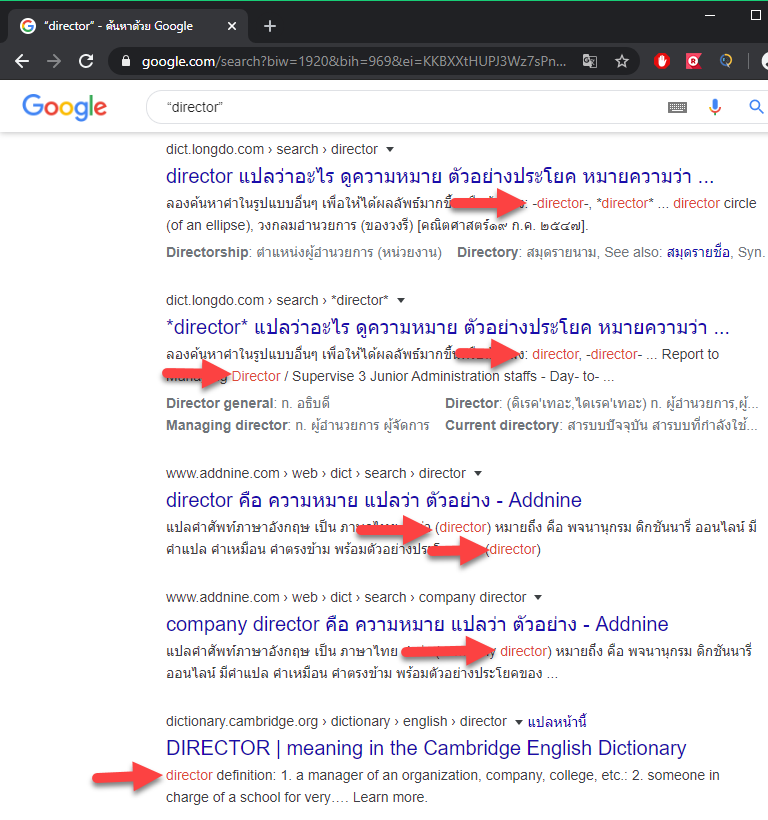 “director” - ค้นหาด้วย Google
google.com/search?biw=1920&bih=969&ei=KKBXXtHUPJ3Wz7sPn...
Google
“director”
dict.longdo.com › search › director
director แปลว่าอะไร ดูความหมาย ตัวอย่างประโยค หมายความว่า ...
ลองค้นหาคำในรูปแบบอื่นๆ เพื่อให้ได้ผลลัพธ์มากขึ้น : -director-, *director* ... director circle
(of an ellipse), วงกลมอำนวยการ (ของวงรี) [คณิตศาสตร์๑๙ ก.ค. ๒๕๔๗].
Directorship: ตำแหน่งผู้อำนวยการ (หน่วยงาน) Directory: สมุดรายนาม, See also: สมุดรายชื่อ, Syn.
dict.longdo.com › search › *director*
*director* แปลว่าอะไร ดูความหมาย ตัวอย่างประโยค หมายความว่า ...
ลองค้นหาคำในรูปแบบอื่นๆ เพื่อให้ได้ผลลัพธ์มากขึ้น : director, -director- ... Report to
Director / Supervise 3 Junior Administration staffs - Day- to- ...
Director general: n. อธิบดี Director: (ดิเรค'เทอะ,ไดเรค'เทอะ) n. ผู้อำนวยการ,ผู้...
Managing director: n. ผู้อำนวยการ ผู้จัดการ Current directory: สารบบปัจจุบัน สารบบที่กำลังใช้...
www.addnine.com › web › dict › search › director
director คือ ความหมาย แปลว่า ตัวอย่าง - Addnine
แปลคำศัพท์ภาษาอังกฤษ เป็น (director) หมายถึง คือ พจนานุกรม ดิกชันนารี ออนไลน์ มี
คำแปล คำเหมือน คำตรงข้าม พร้อมตัวอย่าง (director)
www.addnine.com › web › dict › search › company director
company director คือ ความหมาย แปลว่า ตัวอย่าง - Addnine
แปลคำศัพท์ภาษาอังกฤษ เป็น ภาษาไทย director) หมายถึง คือ พจนานุกรม ดิกชันนารี
ออนไลน์ มีคำแปล คำเหมือน คำตรงข้าม พร้อมตัวอย่างประโยคของ ...
dictionary.cambridge.org › dictionary › english › director แปลหน้านี้
DIRECTOR | meaning in the Cambridge English Dictionary
director definition: 1. a manager of an organization, company, college, etc.: 2. someone in
charge of a school for very…. Learn more.